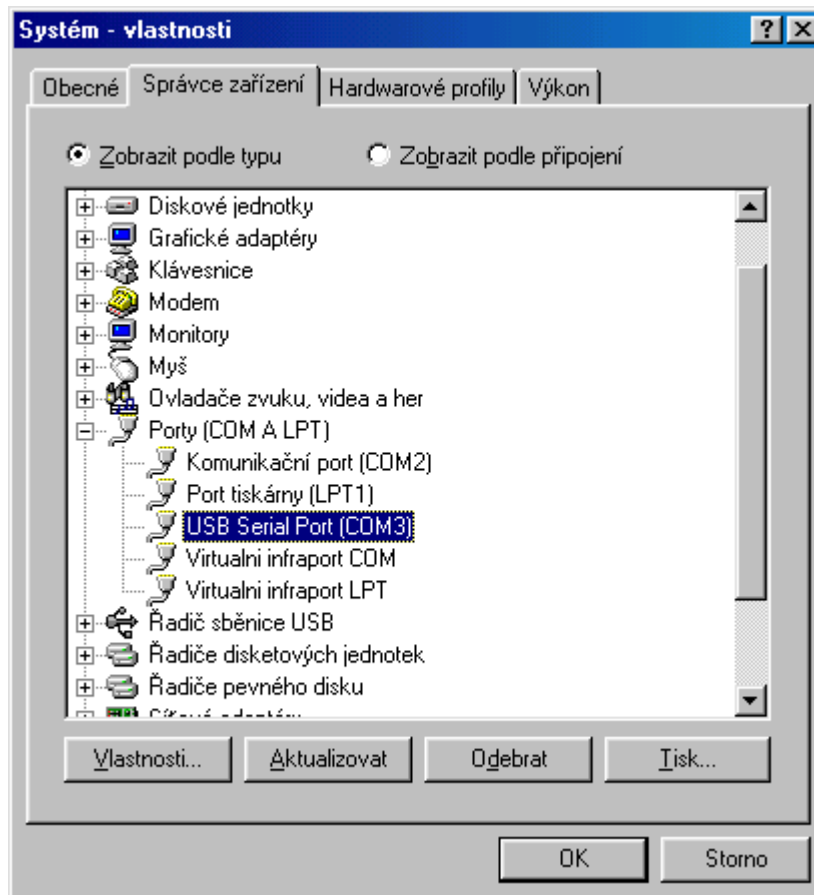 Systém - vlastnosti
Obecné Správce zařízení Hardwarové profily Výkon
Zobrazit podle typu Zobrazit podle připojení
Diskové jednotky
Grafické adaptéry
Klávesnice
Modem
Monitory
Myš
Ovladače zvuku, videa a her
Porty (COM A LPT)
Komunikační port (COM2)
Port tiskárny (LPT1)
USB Serial Port (COM3)
Virtualni infraport COM
Virtualni infraport LPT
Řadič sběnice USB
Řadiče disketových jednotek
Řadiče pevného disku
Vlastnosti... Aktualizovat Odebrat Tisk...
OK Storno